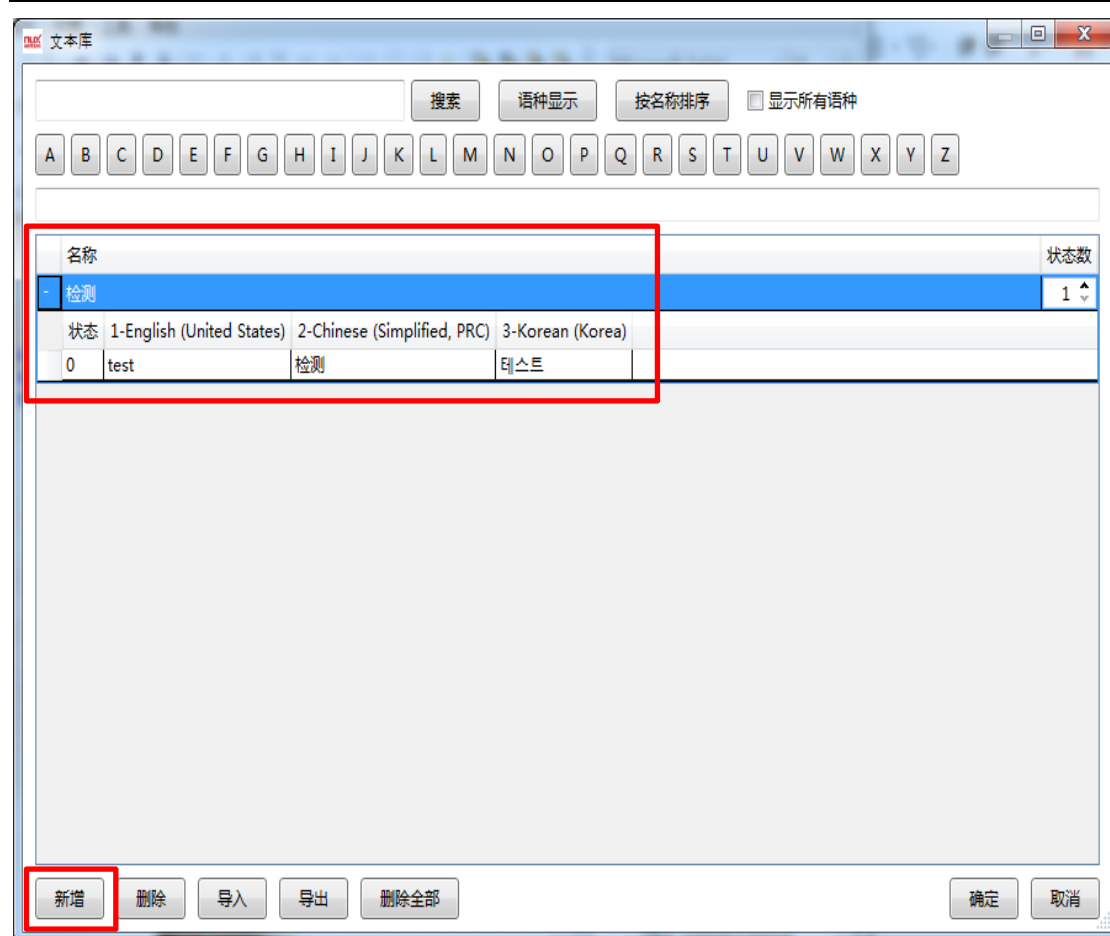 nux 文本库
搜索 语种显示 按名称排序 显示所有语种
A B C D E F G H I J K L M N O P Q R S T U V W X Y Z
名称 状态数
- 检测 1
状态 1-English (United States) 2-Chinese (Simplified, PRC) 3-Korean (Korea)
0 test 检测 테스트
新增 删除 导入 导出 删除全部 确定 取消